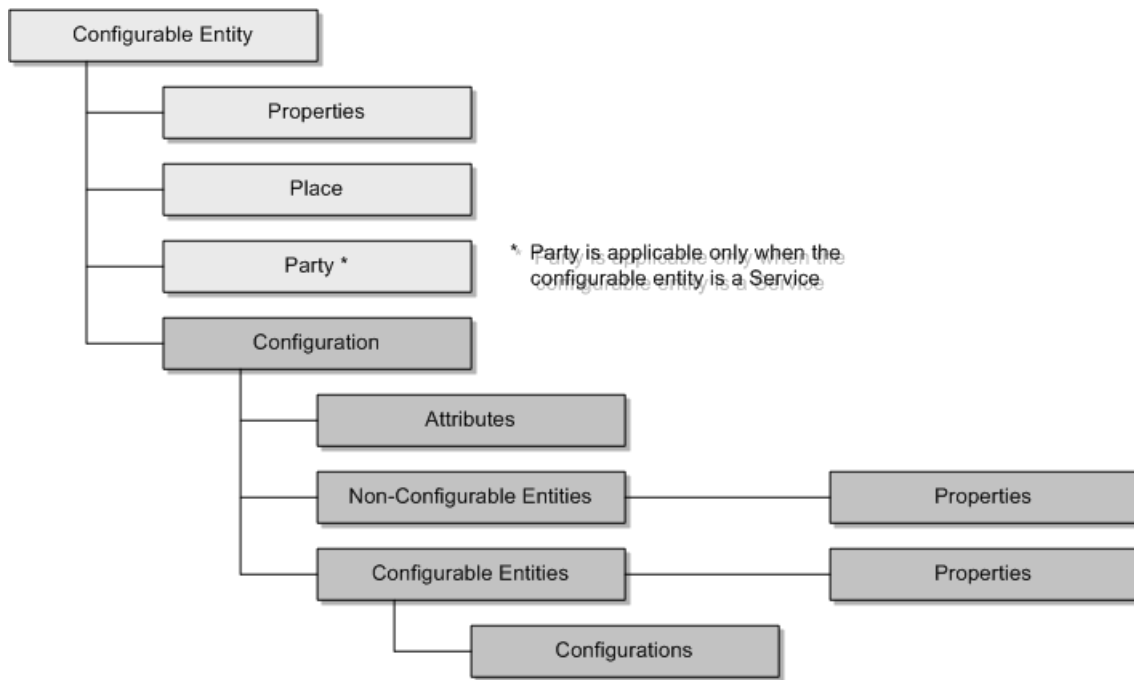 Configurable Entity
Properties
Place
Party *
* Party is applicable only when the
configurable entity is a Service
Configuration
Attributes
Non-Configurable Entities
Properties
Configurable Entities
Properties
Configurations